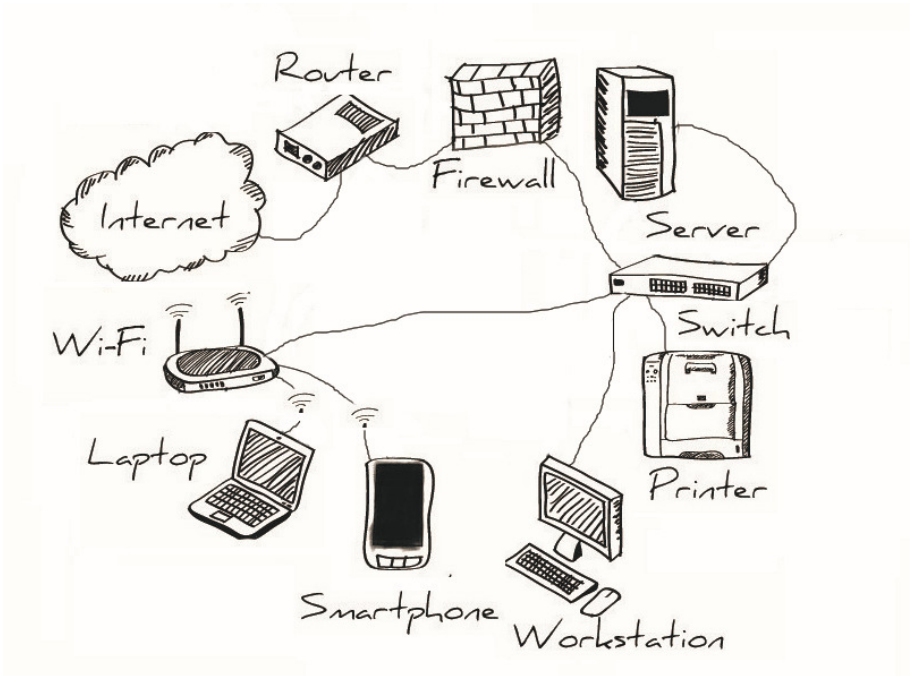 Router
Firewall
Internet
Server
Switch
Wi-Fi
Laptop
Printer
Smartphone
Workstation